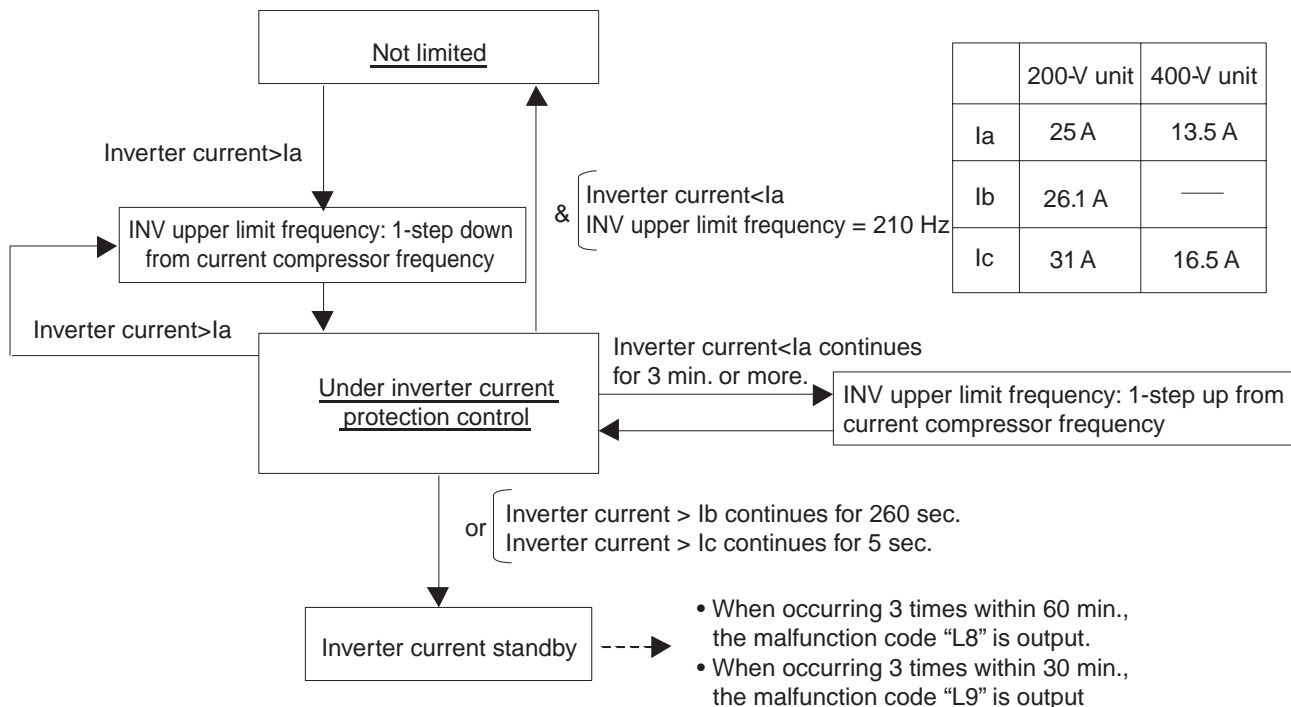 Not limited
200-V unit 400-V unit
Ia 25 A 13.5 A
Ib 26.1 A ——
Ic 31 A 16.5 A
Inverter current>Ia
& Inverter current<Ia
INV upper limit frequency = 210 Hz
INV upper limit frequency: 1-step down
from current compressor frequency
Inverter current>Ia
Under inverter current
protection control
Inverter current<Ia continues
for 3 min. or more.
INV upper limit frequency: 1-step up from
current compressor frequency
or Inverter current > Ib continues for 260 sec.
Inverter current > Ic continues for 5 sec.
Inverter current standby
• When occurring 3 times within 60 min.,
the malfunction code “L8” is output.
• When occurring 3 times within 30 min.,
the malfunction code “L9” is output